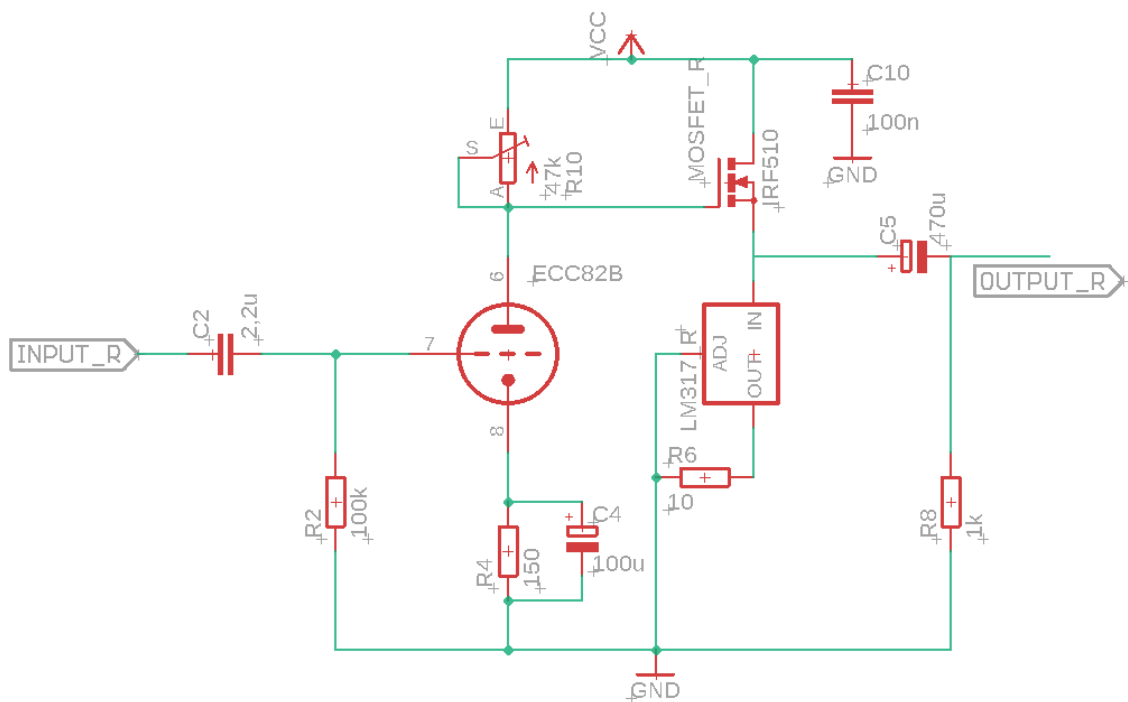 VCC
C10
100n
GND
MOSFET_R
IRF510
E
S
A
47k
R10
C5
470u
OUTPUT_R
6
ECC82B
C2
2,2u
INPUT_R
7
8
LM317_R
ADJ
IN
OUT
R6
10
R2
100k
R4
150
C4
100u
R8
1k
GND